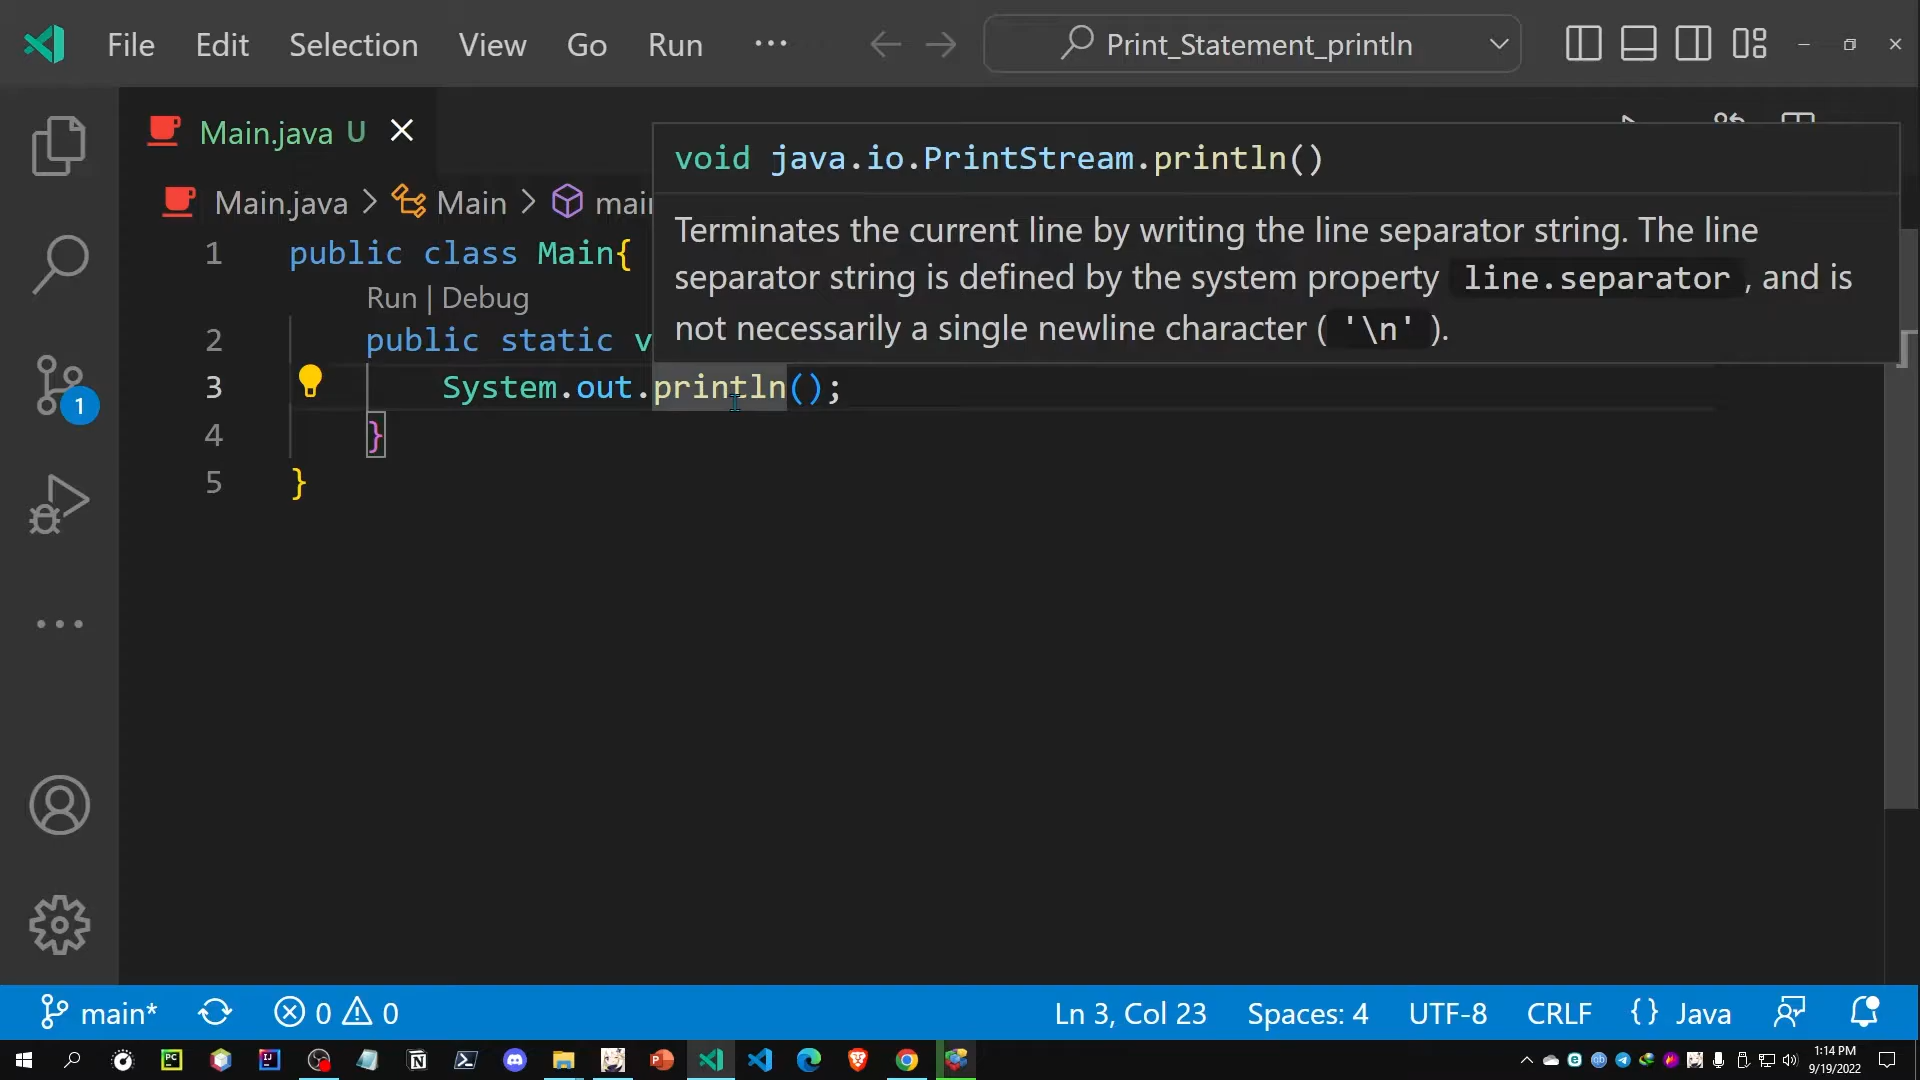 File Edit Selection View Go Run ··· Print_Statement_println
Main.java U
void java.io.PrintStream.println()
Main.java > Main > mai
Terminates the current line by writing the line separator string. The line
separator string is defined by the system property line.separator , and is
not necessarily a single newline character ( '\n' ).
1 public class Main{
Run | Debug
2 public static v
3 System.out.println();
4 }
5 }
1
main* 0 0 Ln 3, Col 23 Spaces: 4 UTF-8 CRLF {} Java
1:14 PM
9/19/2022